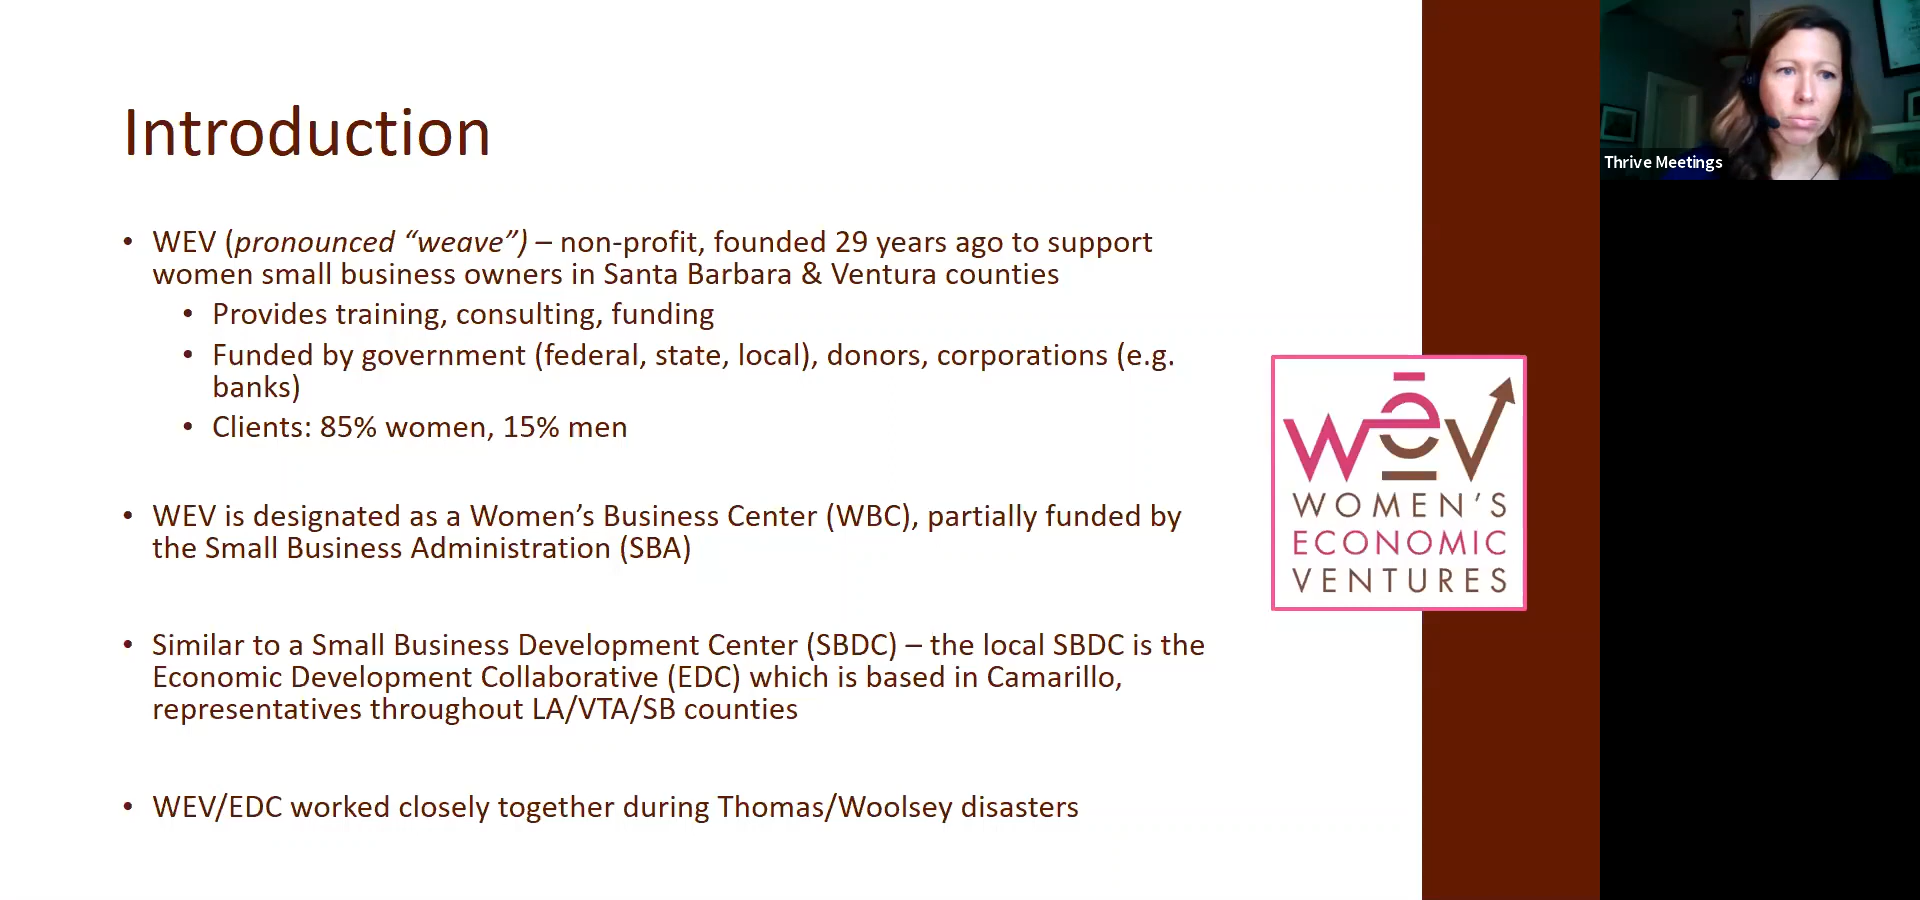 Introduction
• WEV (pronounced “weave”) – non-profit, founded 29 years ago to support
women small business owners in Santa Barbara & Ventura counties
• Provides training, consulting, funding
• Funded by government (federal, state, local), donors, corporations (e.g.
banks)
• Clients: 85% women, 15% men
• WEV is designated as a Women’s Business Center (WBC), partially funded by
the Small Business Administration (SBA)
• Similar to a Small Business Development Center (SBDC) – the local SBDC is the
Economic Development Collaborative (EDC) which is based in Camarillo,
representatives throughout LA/VTA/SB counties
• WEV/EDC worked closely together during Thomas/Woolsey disasters
wēv
WOMEN’S
ECONOMIC
VENTURES
Thrive Meetings